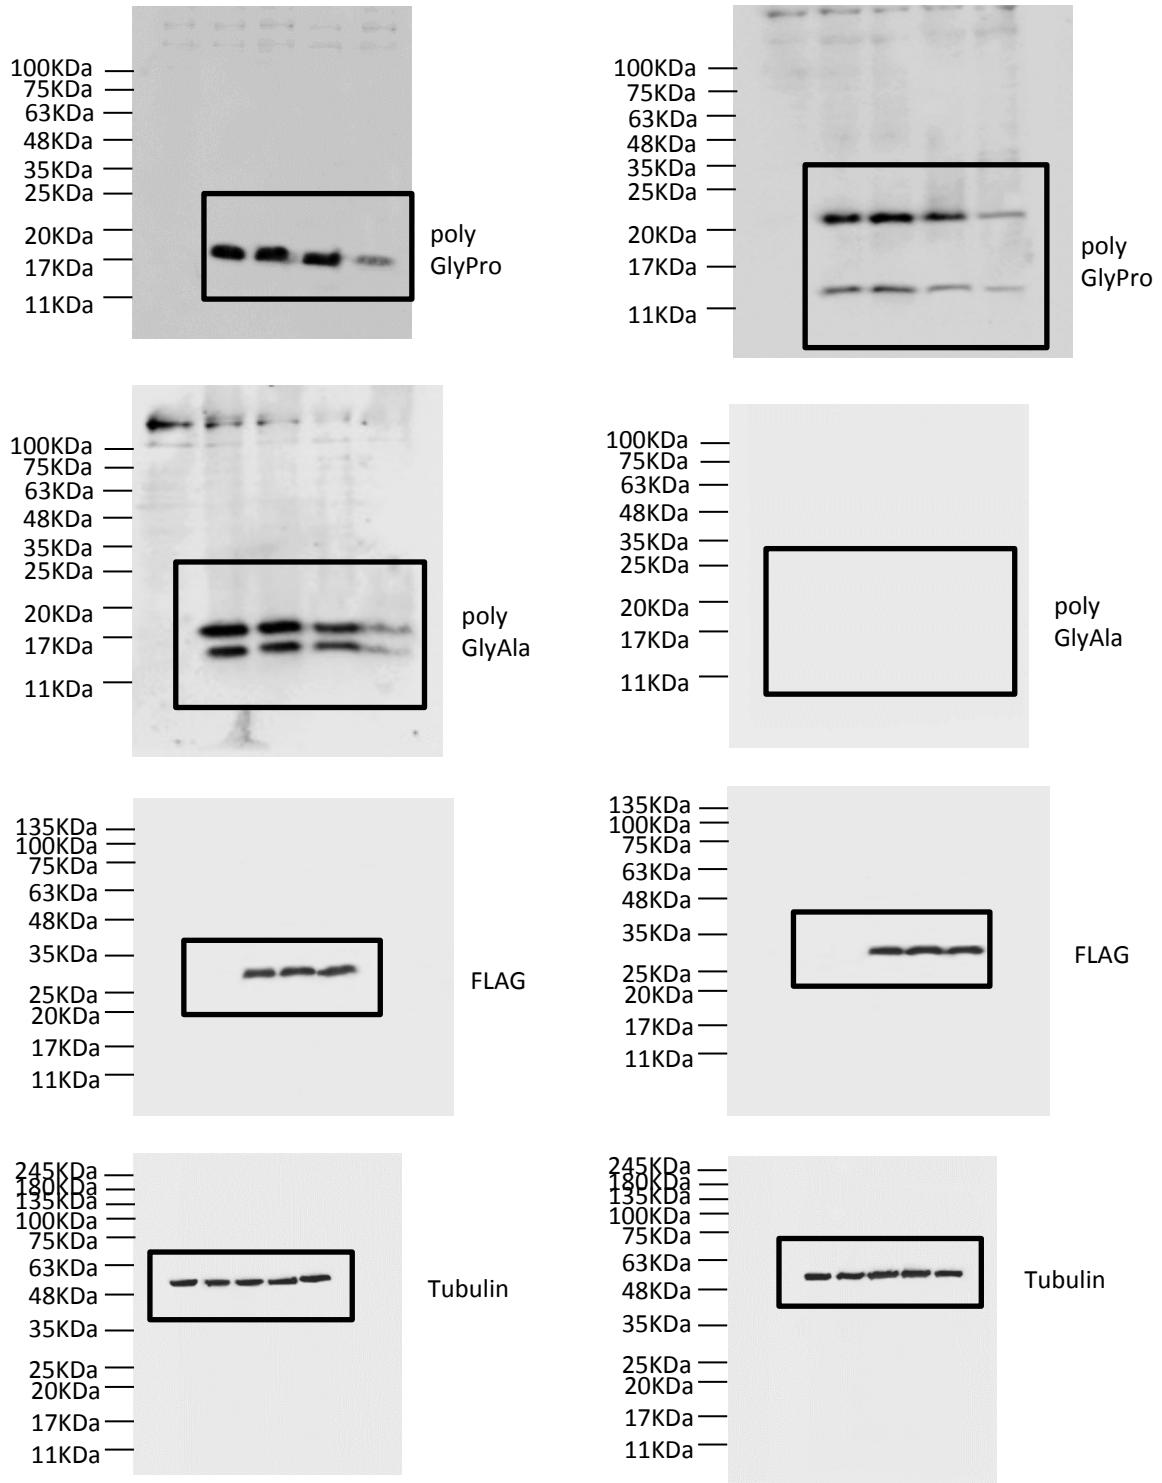 100KDa
75KDa
63KDa
48KDa
35KDa
25KDa
20KDa
17KDa
11KDa
poly
GlyPro
100KDa
75KDa
63KDa
48KDa
35KDa
25KDa
20KDa
17KDa
11KDa
poly
GlyPro
100KDa
75KDa
63KDa
48KDa
35KDa
25KDa
20KDa
17KDa
11KDa
poly
GlyAla
100KDa
75KDa
63KDa
48KDa
35KDa
25KDa
20KDa
17KDa
11KDa
poly
GlyAla
135KDa
100KDa
75KDa
63KDa
48KDa
35KDa
25KDa
20KDa
17KDa
11KDa
FLAG
135KDa
100KDa
75KDa
63KDa
48KDa
35KDa
25KDa
20KDa
17KDa
11KDa
FLAG
245KDa
180KDa
135KDa
100KDa
75KDa
63KDa
48KDa
35KDa
25KDa
20KDa
17KDa
11KDa
Tubulin
245KDa
180KDa
135KDa
100KDa
75KDa
63KDa
48KDa
35KDa
25KDa
20KDa
17KDa
11KDa
Tubulin